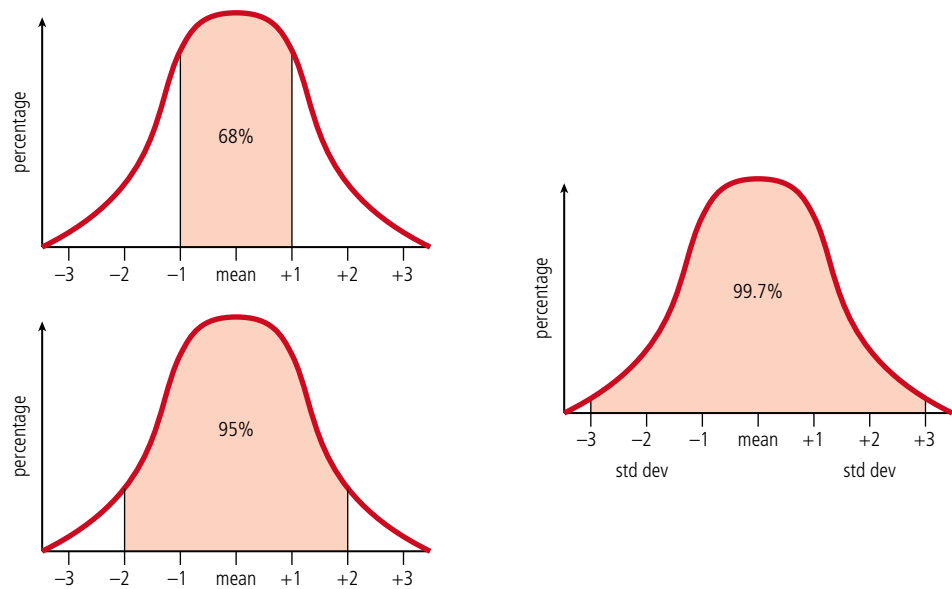 percentage
68%
–3 –2 –1 mean +1 +2 +3
percentage
95%
–3 –2 –1 mean +1 +2 +3
percentage
99.7%
–3 –2 –1 mean +1 +2 +3
std dev std dev